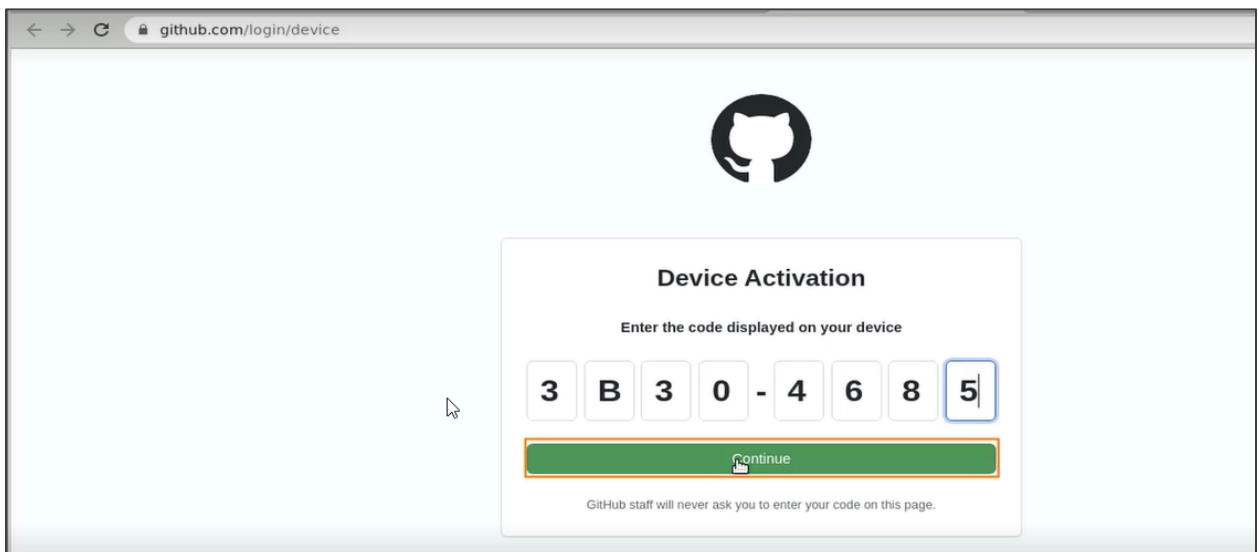 github.com/login/device
Device Activation
Enter the code displayed on your device
3 B 3 0 - 4 6 8 5
Continue
GitHub staff will never ask you to enter your code on this page.